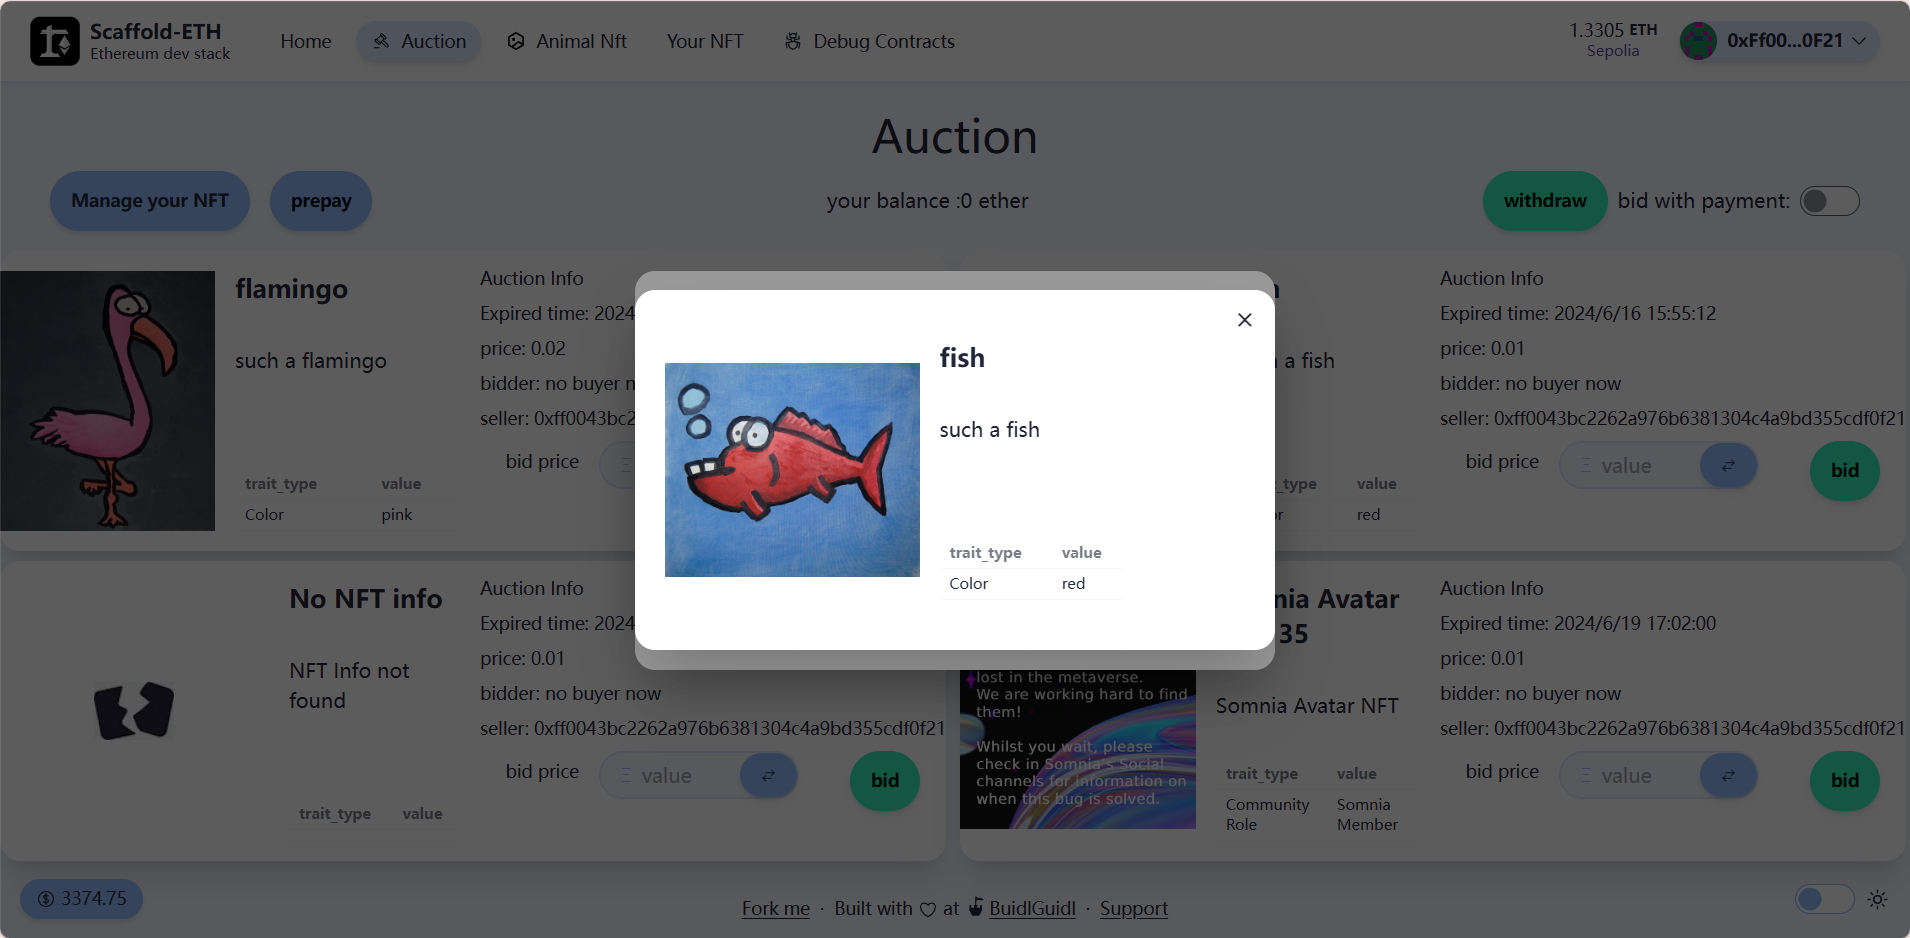 Scaffold-ETH
Ethereum dev stack
Home
Auction
Animal Nft
Your NFT
Debug Contracts
1.3305 ETH
Sepolia
0xFf00...0F21
Auction
Manage your NFT
prepay
your balance :0 ether
withdraw
bid with payment:
flamingo
such a flamingo
trait_type value
Color pink
Auction Info
Expired time: 2024
price: 0.02
bidder: no buyer n
seller: 0xff0043bc2
bid price
fish
such a fish
trait_type value
Color red
a fish
_type value
or red
Auction Info
Expired time: 2024/6/16 15:55:12
price: 0.01
bidder: no buyer now
seller: 0xff0043bc2262a976b6381304c4a9bd355cdf0f21
bid price
Ξ value
bid
No NFT info
NFT Info not
found
trait_type value
Auction Info
Expired time: 2024
price: 0.01
bidder: no buyer now
seller: 0xff0043bc2262a976b6381304c4a9bd355cdf0f21
bid price
Ξ value
bid
lost in the metaverse.
We are working hard to find
them!
Whilst you wait, please
check in Somnia's Social
channels for information on
when this bug is solved.
nia Avatar
35
Somnia Avatar NFT
trait_type value
Community Somnia
Role Member
Auction Info
Expired time: 2024/6/19 17:02:00
price: 0.01
bidder: no buyer now
seller: 0xff0043bc2262a976b6381304c4a9bd355cdf0f21
bid price
Ξ value
bid
3374.75
Fork me · Built with ♡ at BuidlGuidl · Support